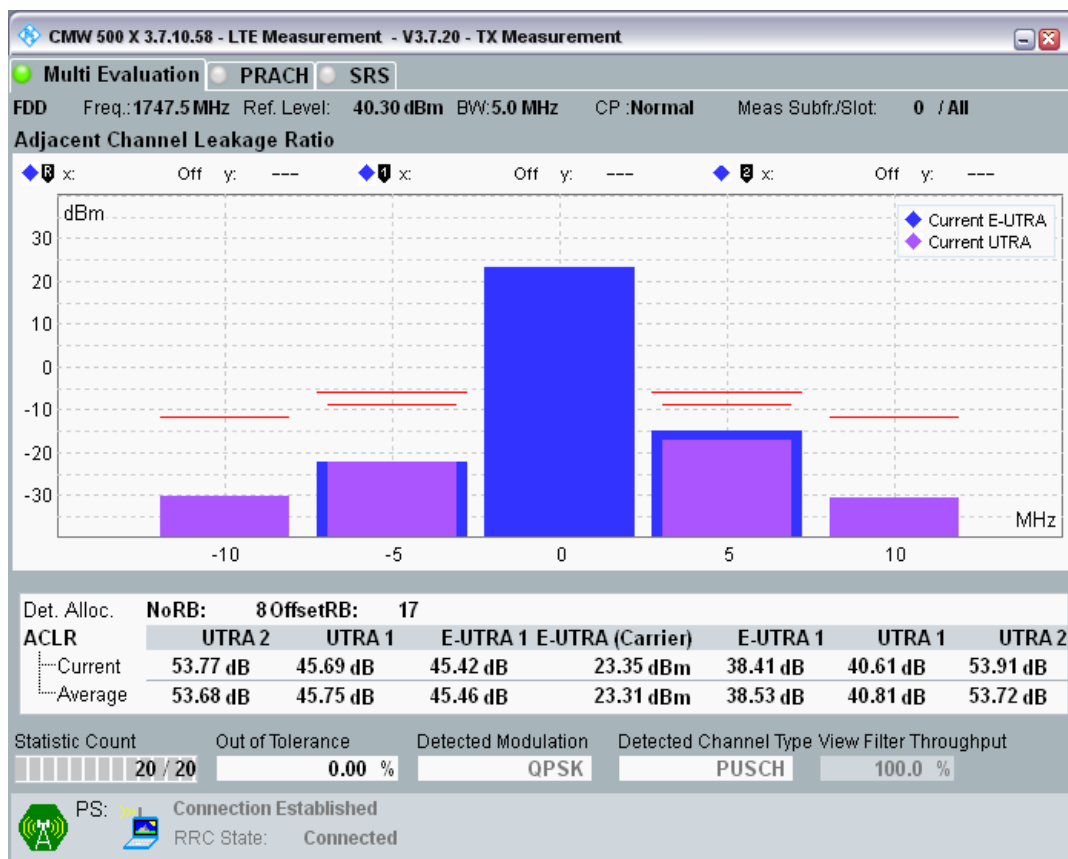 CMW 500 X 3.7.10.58 - LTE Measurement - V3.7.20 - TX Measurement
Multi Evaluation PRACH SRS
FDD Freq.: 1747.5 MHz Ref. Level: 40.30 dBm BW: 5.0 MHz CP : Normal Meas Subfr./Slot: 0 / All
Adjacent Channel Leakage Ratio
R x: Off y: --- 1 x: Off y: --- 2 x: Off y: ---
dBm
Current E-UTRA
Current UTRA
30
20
10
0
-10
-20
-30
MHz
-10 -5 0 5 10
Det. Alloc. NoRB: 8 OffsetRB: 17
ACLR UTRA 2 UTRA 1 E-UTRA 1 E-UTRA (Carrier) E-UTRA 1 UTRA 1 UTRA 2
Current 53.77 dB 45.69 dB 45.42 dB 23.35 dBm 38.41 dB 40.61 dB 53.91 dB
Average 53.68 dB 45.75 dB 45.46 dB 23.31 dBm 38.53 dB 40.81 dB 53.72 dB
Statistic Count Out of Tolerance Detected Modulation Detected Channel Type View Filter Throughput
20 / 20 0.00 % QPSK PUSCH 100.0 %
PS: Connection Established
RRC State: Connected